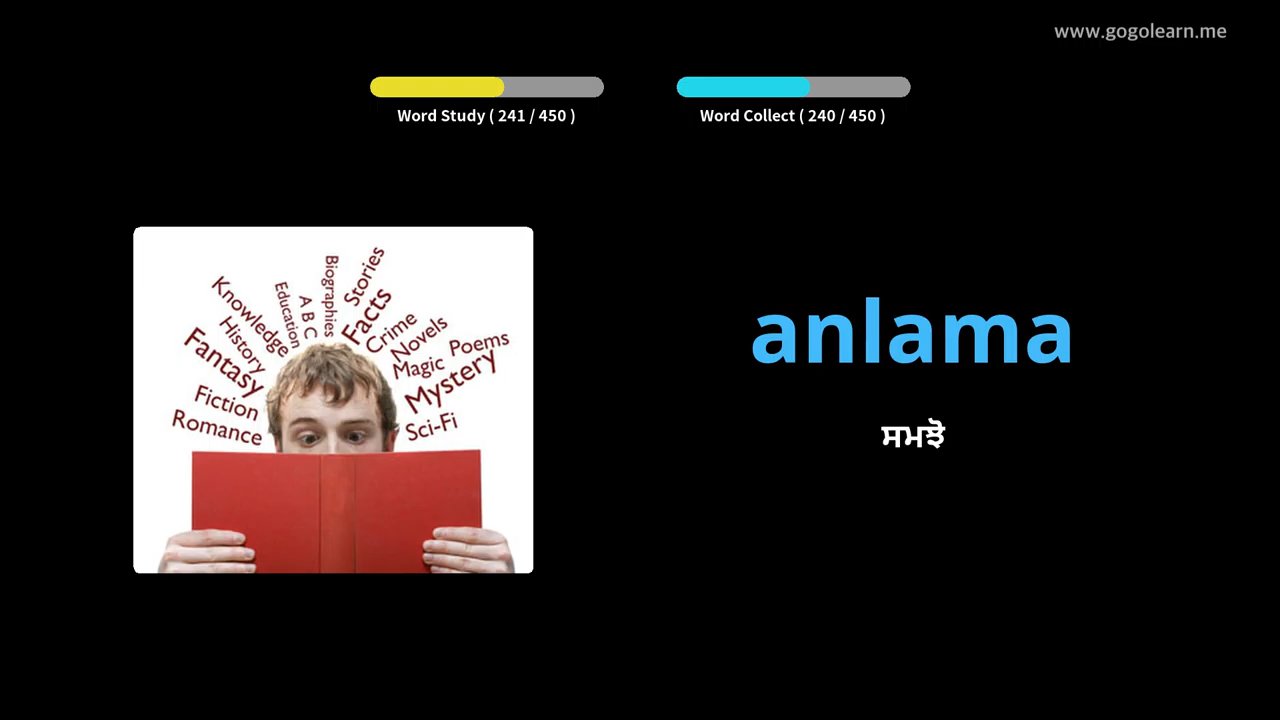 www.gogolearn.me
Word Study ( 241 / 450 )
Word Collect ( 240 / 450 )
Biographies
Stories
Education
A B C
Facts
Knowledge
Crime
History
Novels
Poems
Fantasy
Magic
Mystery
Fiction
Sci-Fi
Romance
anlama
ਸਮਝੋ